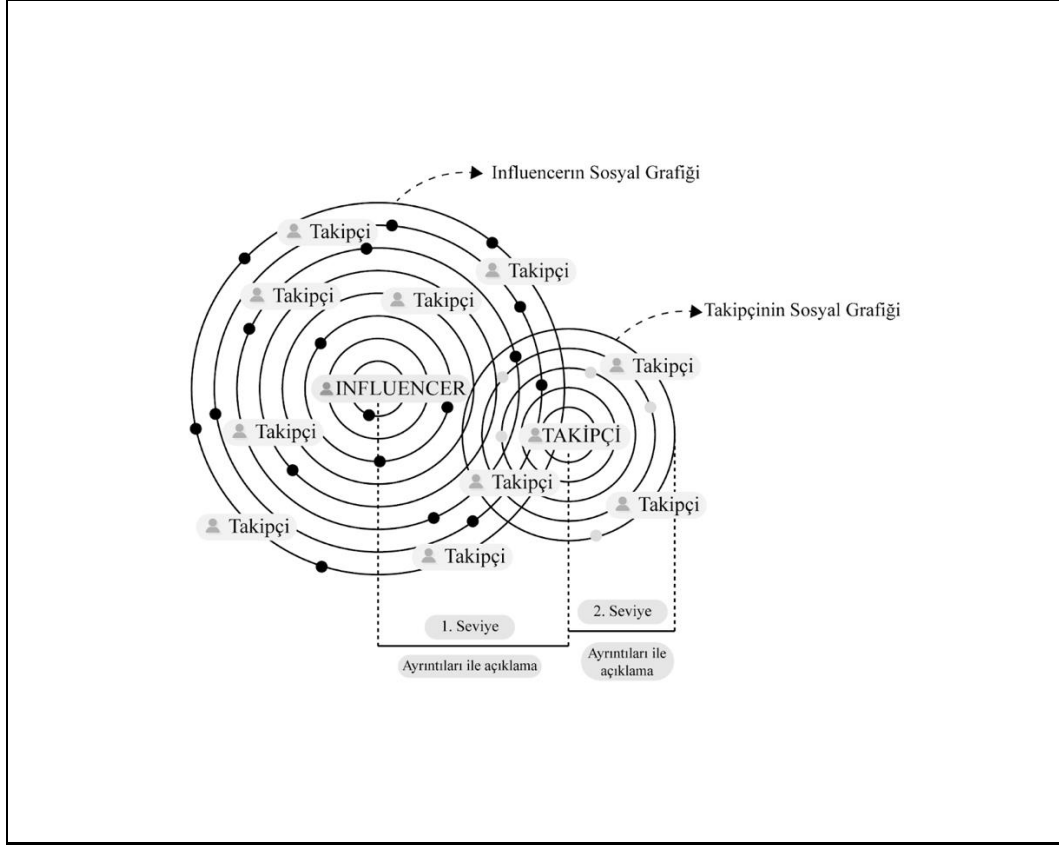 Influencerın Sosyal Grafiği
Takipçi
Takipçi
Takipçi
Takipçi
Takipçinin Sosyal Grafiği
Takipçi
INFLUENCER
Takipçi
TAKİPÇİ
Takipçi
Takipçi
Takipçi
Takipçi
2. Seviye
1. Seviye
Ayrıntıları ile
açıklama
Ayrıntıları ile açıklama